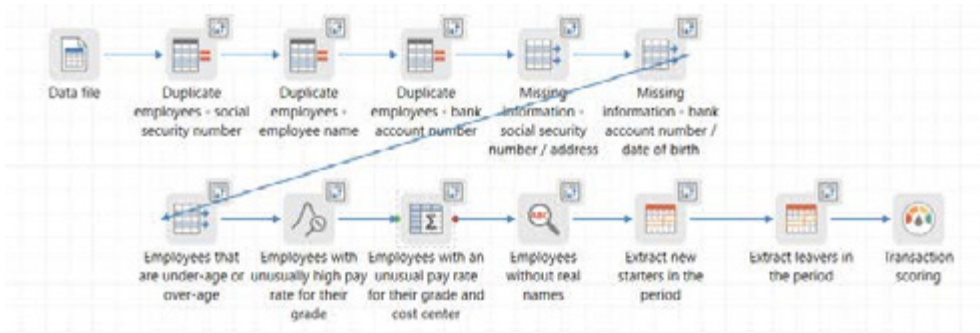 Data file
Duplicate
employees - social
security number
Duplicate
employees -
employee name
Duplicate
employees - bank
account number
Missing
information -
social security
number / address
Missing
information - bank
account number /
date of birth
Employees that
are under-age or
over-age
Employees with
unusually high pay
rate for their
grade
Employees with an
unusual pay rate
for their grade and
cost center
ABC
Employees
without real
names
Extract new
starters in the
period
Extract leavers in
the period
Transaction
scoring